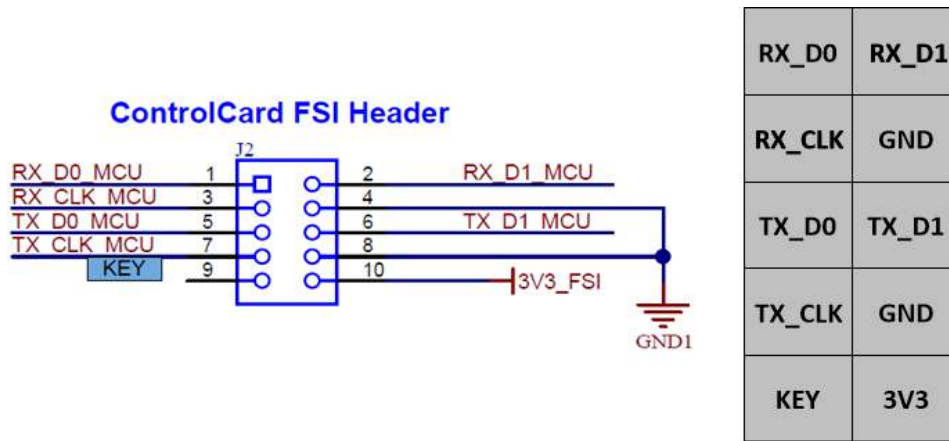 ControlCard FSI Header
J2
RX_D0_MCU 1 2 RX_D1_MCU
RX_CLK_MCU 3 4
TX_D0_MCU 5 6 TX_D1_MCU
TX_CLK_MCU 7 8
KEY 9 10 3V3_FSI
GND1
RX_D0 RX_D1
RX_CLK GND
TX_D0 TX_D1
TX_CLK GND
KEY 3V3